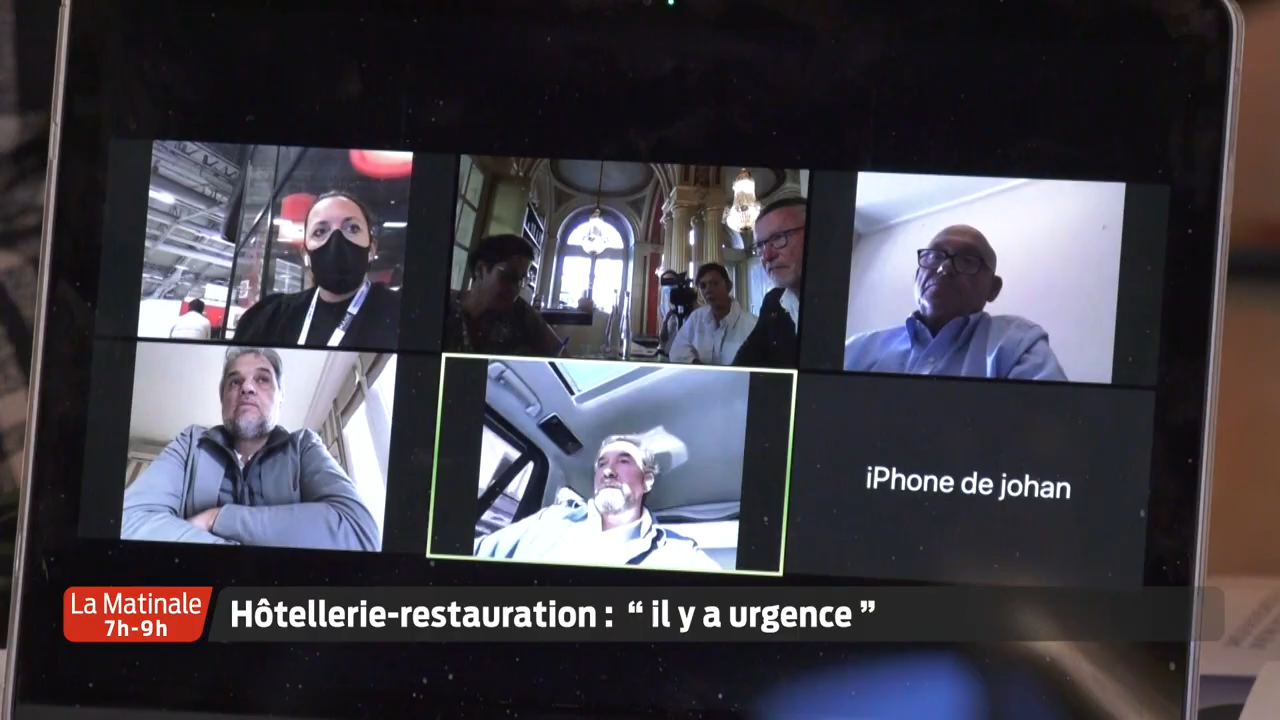 iPhone de johan
La Matinale
7h-9h
Hôtellerie-restauration : “ il y a urgence ”